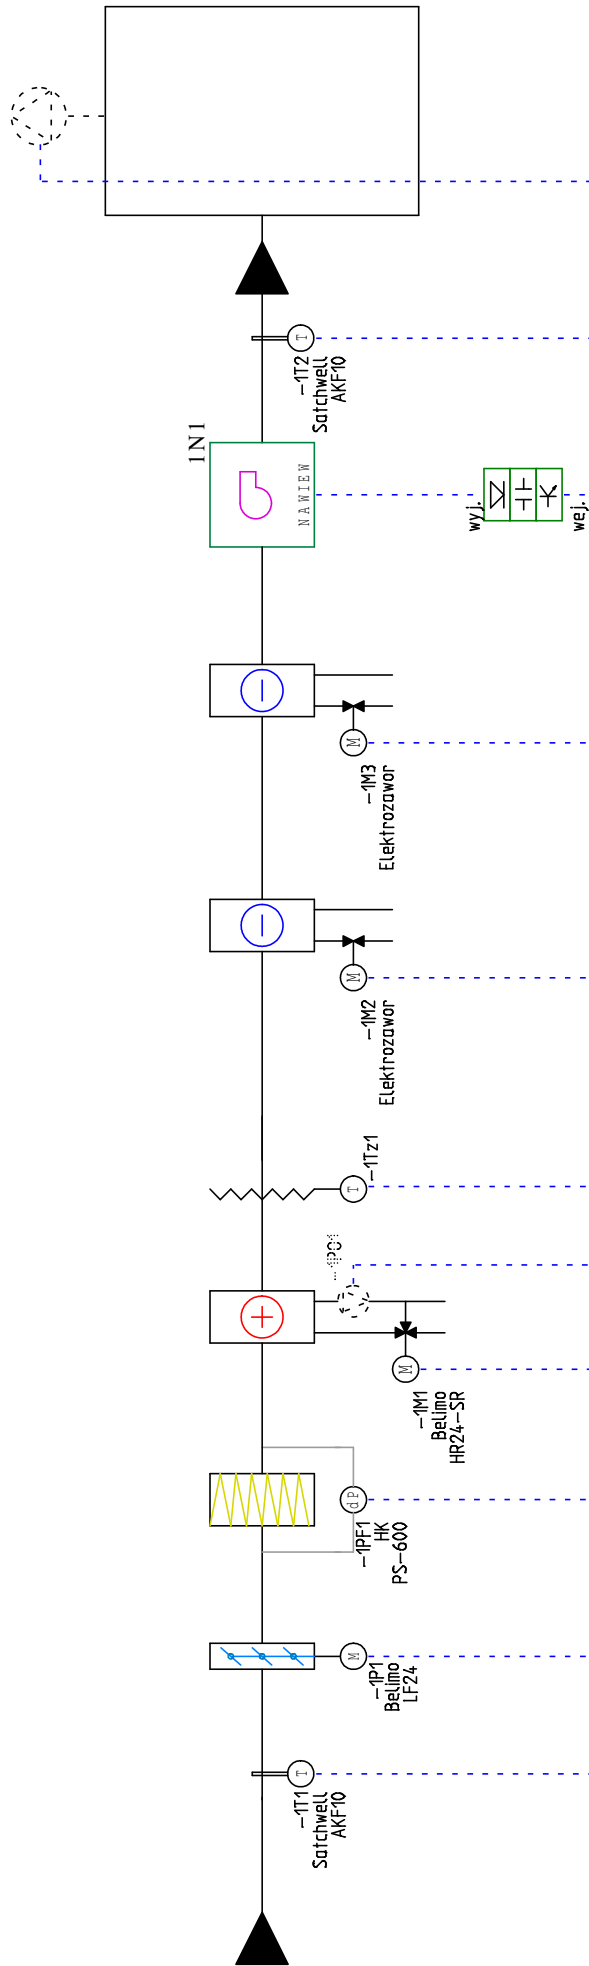 T
-1T1
Satchwell
AKF10
M
-1P1
Belimo
LF24
dP
-1PF1
HK
PS-600
M
-1M1
Belimo
HR24-SR
-1PO1
T
-1Tz1
M
-1M2
Elektrozawor
M
-1M3
Elektrozawor
1N1
NAWIEW
wyj.
wej.
T
-1T2
Satchwell
AKF10